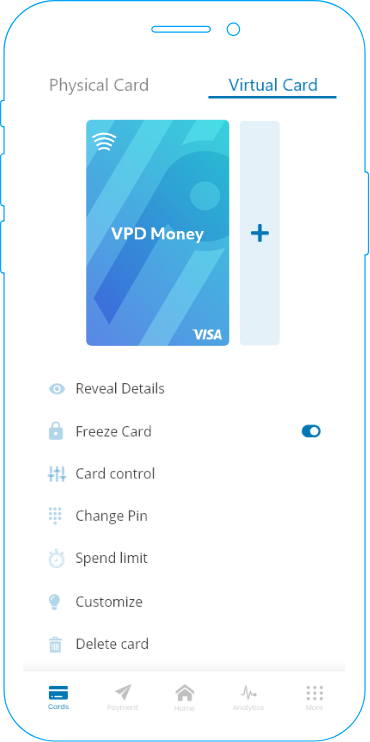 Physical Card Virtual Card
VPD Money
VISA
Reveal Details
Freeze Card
Card control
Change Pin
Spend limit
Customize
Delete card
Cards Payment Home Analytics More